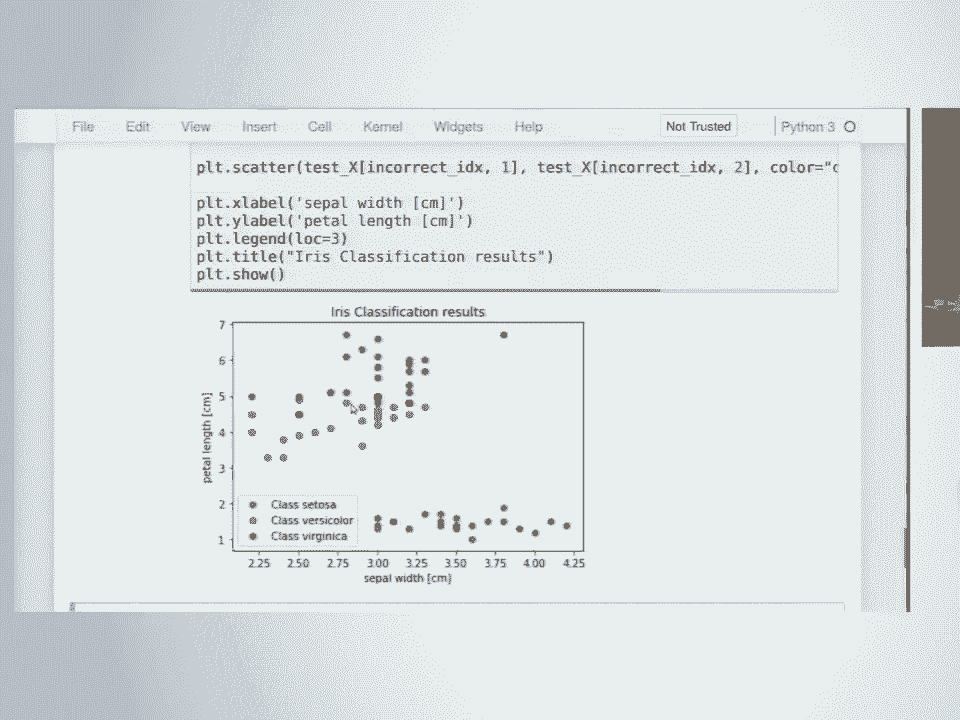 File Edit View Insert Cell Kernel Widgets Help Not Trusted Python 3
plt.scatter(test_X[incorrect_idx, 1], test_X[incorrect_idx, 2], color="c
plt.xlabel('sepal width [cm]')
plt.ylabel('petal length [cm]')
plt.legend(loc=3)
plt.title("Iris Classification results")
plt.show()
Iris Classification results
7
6
5
4
3
2
1
petal length [cm]
Class setosa
Class versicolor
Class virginica
2.25 2.50 2.75 3.00 3.25 3.50 3.75 4.00 4.25
sepal width [cm]